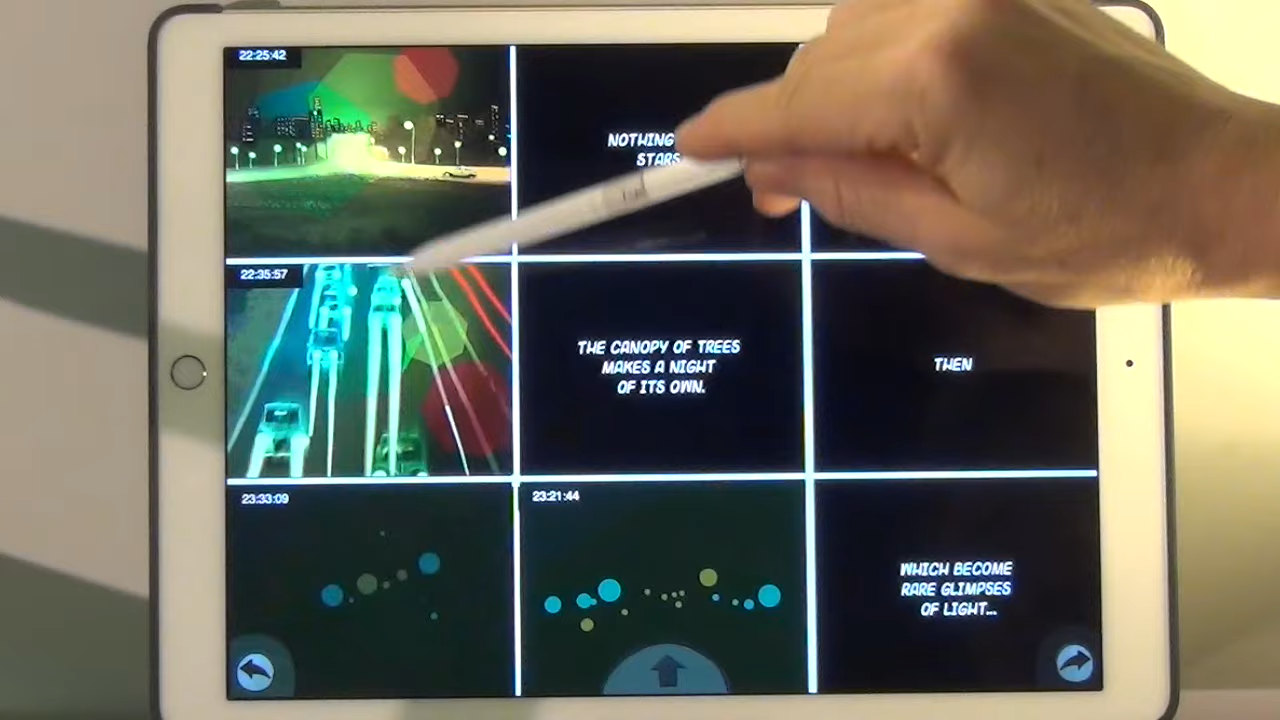 22:25:42
NOTHING
STARS
22:35:57
THE CANOPY OF TREES
MAKES A NIGHT
OF ITS OWN.
THEN
23:33:09
23:21:44
WHICH BECOME
RARE GLIMPSES
OF LIGHT...